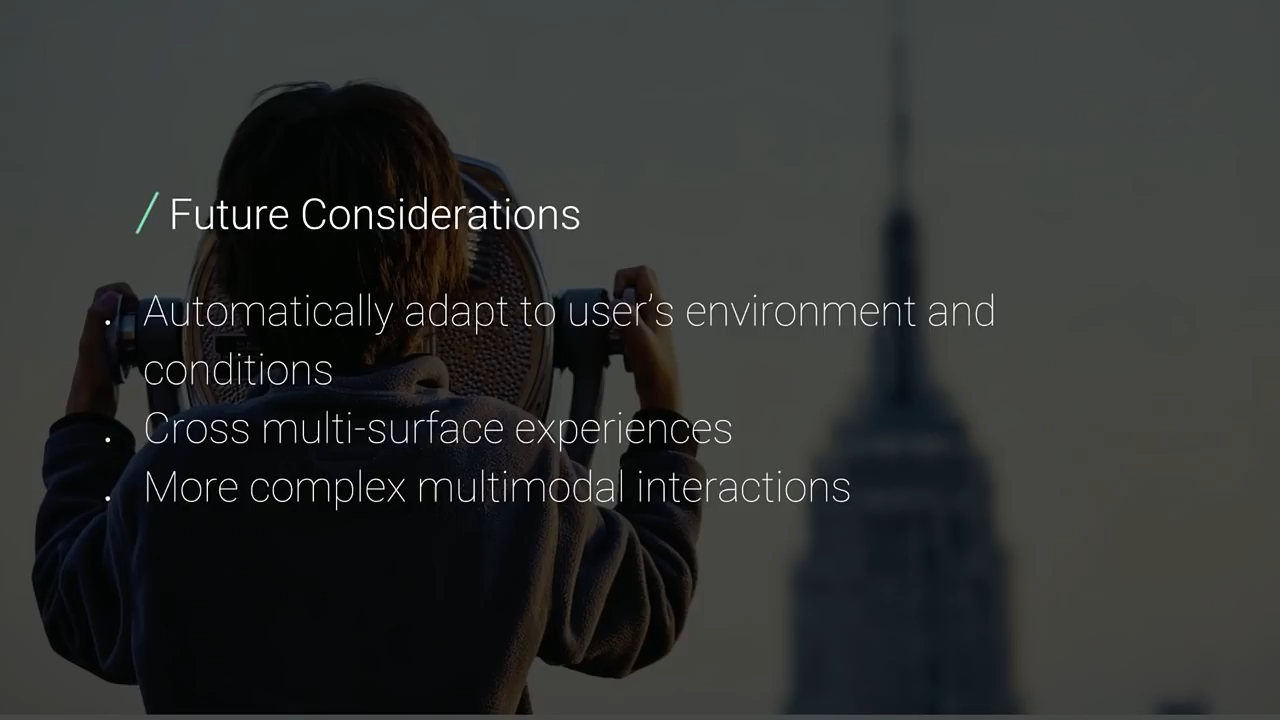 / Future Considerations
. Automatically adapt to user's environment and
conditions
. Cross multi-surface experiences
. More complex multimodal interactions